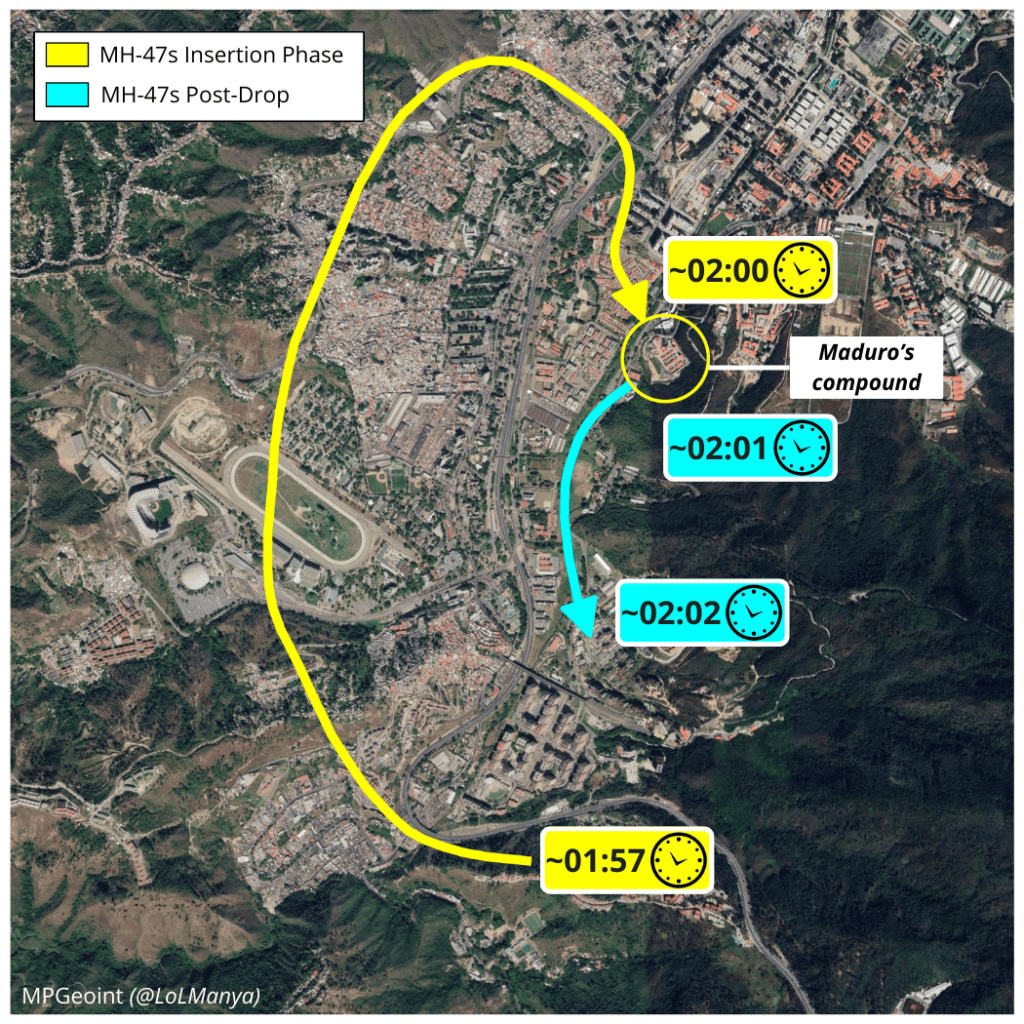 MH-47s Insertion Phase
MH-47s Post-Drop
~02:00
Maduro’s
compound
~02:01
~02:02
~01:57
MPGeoint (@LoLManya)